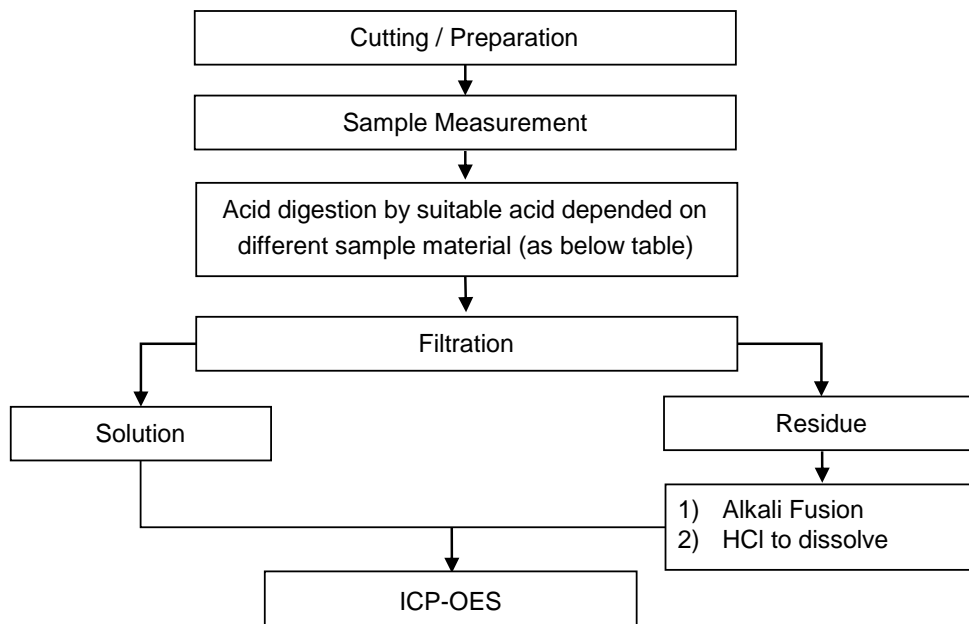 Cutting / Preparation
Sample Measurement
Acid digestion by suitable acid depended on
different sample material (as below table)
Filtration
Solution
Residue
1) Alkali Fusion
2) HCl to dissolve
ICP-OES